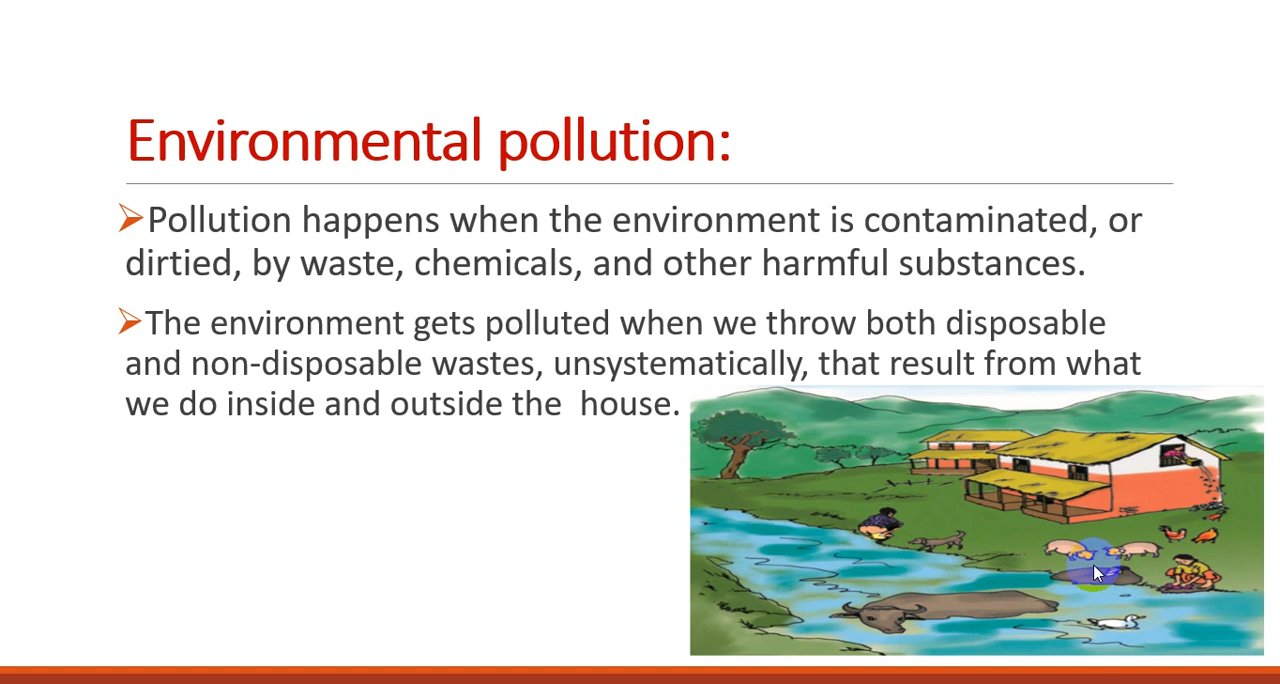 Environmental pollution:
Pollution happens when the environment is contaminated, or
dirtied, by waste, chemicals, and other harmful substances.
The environment gets polluted when we throw both disposable
and non-disposable wastes, unsystematically, that result from what
we do inside and outside the  house.